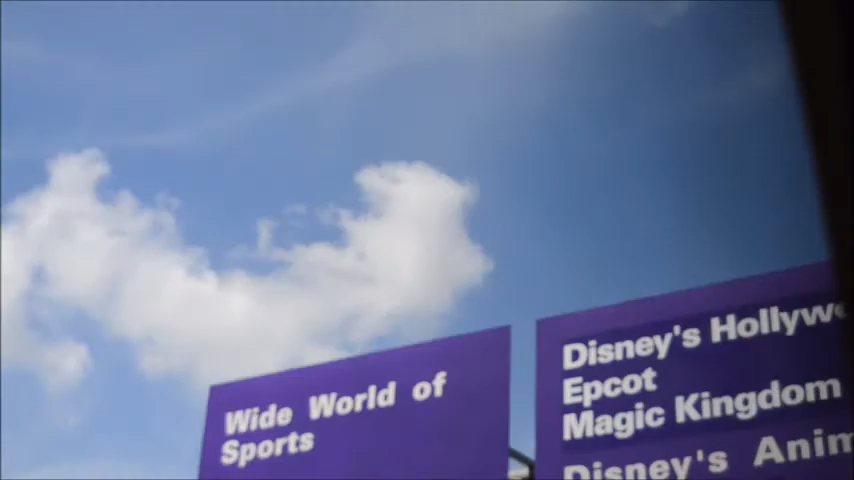 Wide World of
Sports
Disney's
Epcot
Magic Kingdom
Disney's